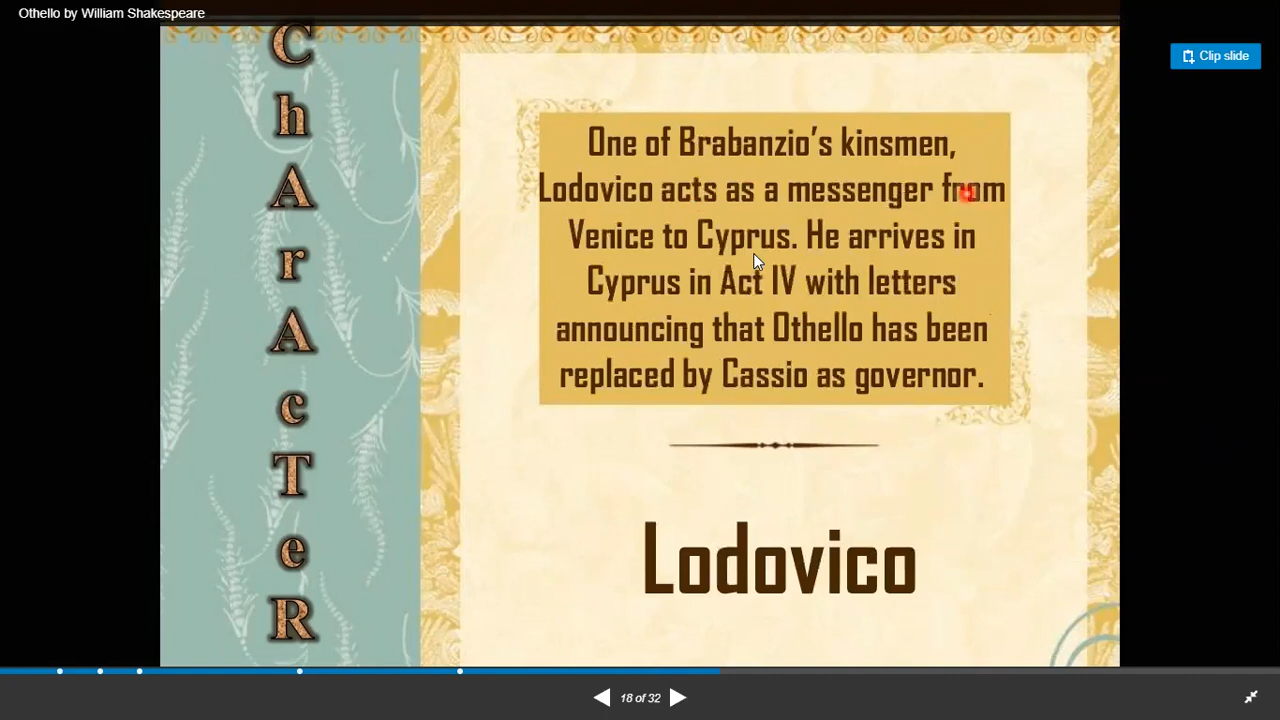 Othello by William Shakespeare
Clip slide
ChArAcTeR
One of Brabanzio's kinsmen,
Lodovico acts as a messenger from
Venice to Cyprus. He arrives in
Cyprus in Act IV with letters
announcing that Othello has been
replaced by Cassio as governor.
Lodovico
18 of 32